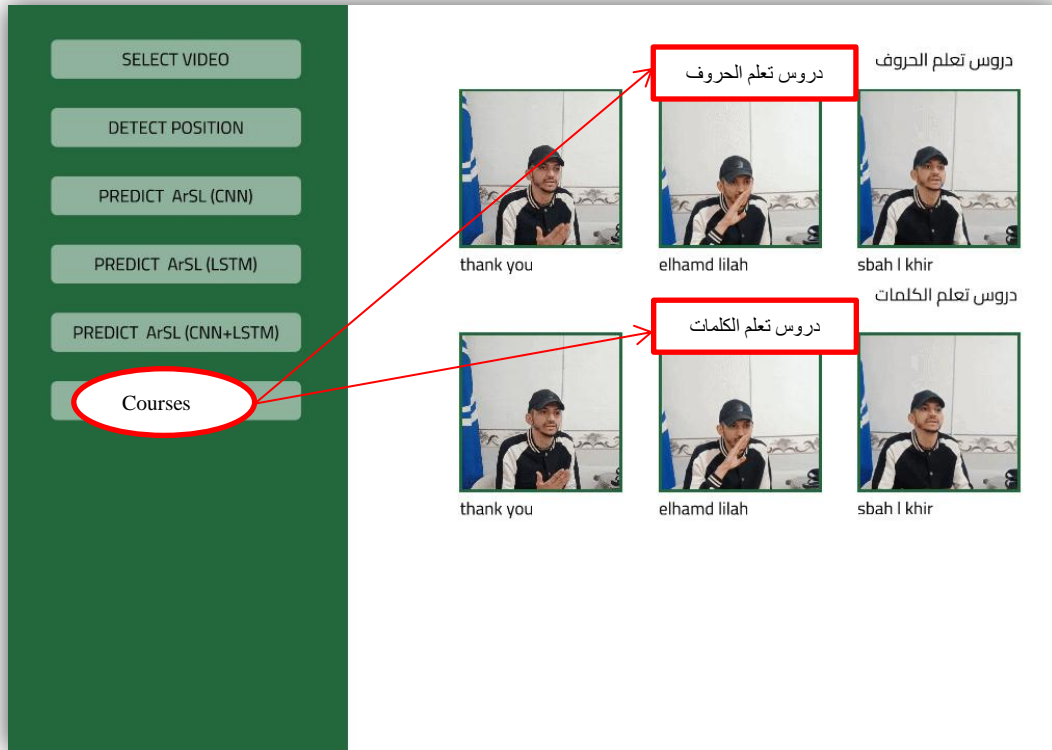 SELECT VIDEO
DETECT POSITION
PREDICT ArSL (CNN)
PREDICT ArSL (LSTM)
PREDICT ArSL (CNN+LSTM)
Courses
دروس تعلم الحروف
دروس تعلم الحروف
thank you
elhamd lilah
sbah l khir
دروس تعلم الكلمات
دروس تعلم الكلمات
thank you
elhamd lilah
sbah l khir